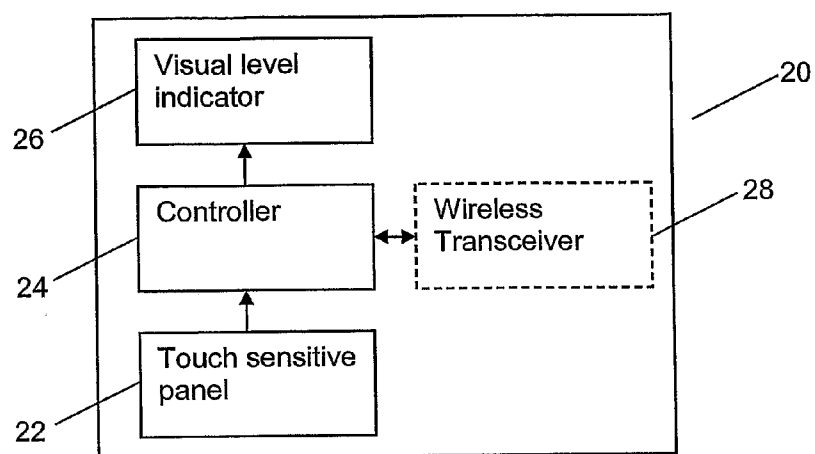 Visual level
indicator
20
26
28
Controller
Wireless
Transceiver
24
Touch sensitive
panel
22